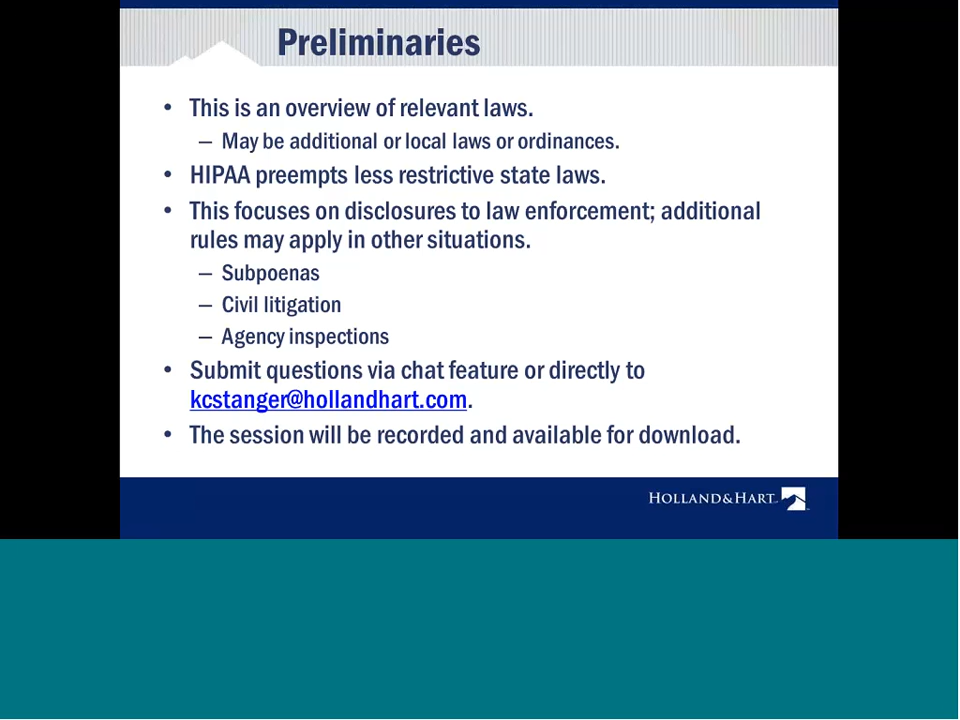 Preliminaries
• This is an overview of relevant laws.
– May be additional or local laws or ordinances.
• HIPAA preempts less restrictive state laws.
• This focuses on disclosures to law enforcement; additional
rules may apply in other situations.
– Subpoenas
– Civil litigation
– Agency inspections
• Submit questions via chat feature or directly to
kcstanger@hollandhart.com.
• The session will be recorded and available for download.
HOLLAND&HART